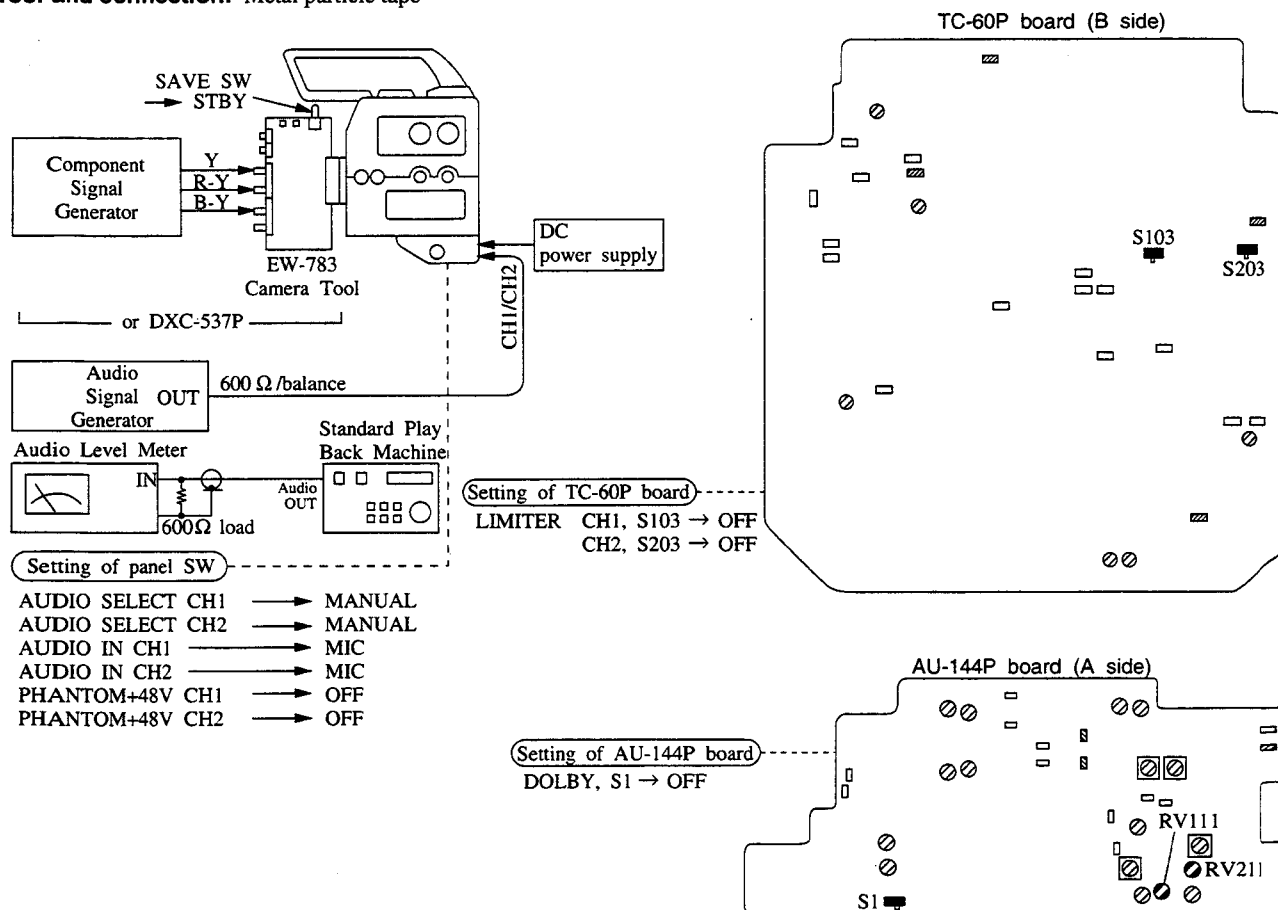 Tool and connection: Metal particle tape
TC-60P board (B side)
SAVE SW
→ STBY
Component
Signal
Generator
Y
R-Y
B-Y
EW-783
Camera Tool
or DXC-537P
DC
power supply
CH1/CH2
S103
S203
Audio
Signal OUT
Generator
600 Ω /balance
Audio Level Meter
IN
600Ω load
Standard Play
Back Machine
Audio
OUT
Setting of TC-60P board
LIMITER CH1, S103 → OFF
CH2, S203 → OFF
Setting of panel SW
AUDIO SELECT CH1 → MANUAL
AUDIO SELECT CH2 → MANUAL
AUDIO IN CH1 → MIC
AUDIO IN CH2 → MIC
PHANTOM+48V CH1 → OFF
PHANTOM+48V CH2 → OFF
AU-144P board (A side)
Setting of AU-144P board
DOLBY, S1 → OFF
RV111
RV211
S1